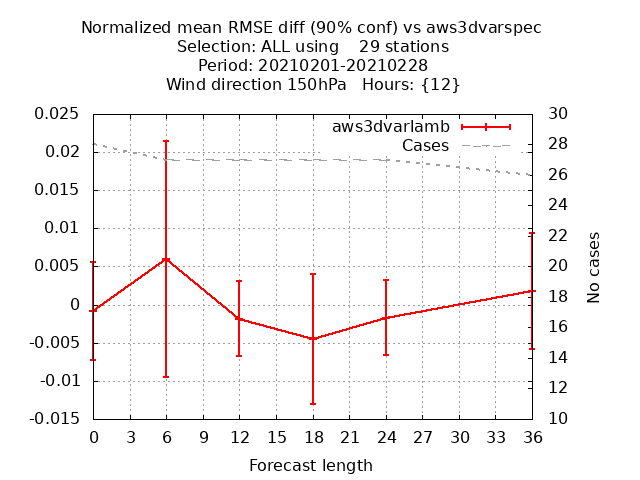 Normalized mean RMSE diff (90% conf) vs aws3dvarspec
Selection: ALL using    29 stations
Period: 20210201-20210228
Wind direction 150hPa   Hours: {12}
0.025
0.02
0.015
0.01
0.005
0
-0.005
-0.01
-0.015
30
28
26
24
22
20
18
16
14
12
10
aws3dvarlamb
Cases
No cases
0 3 6 9 12 15 18 21 24 27 30 33 36
Forecast length